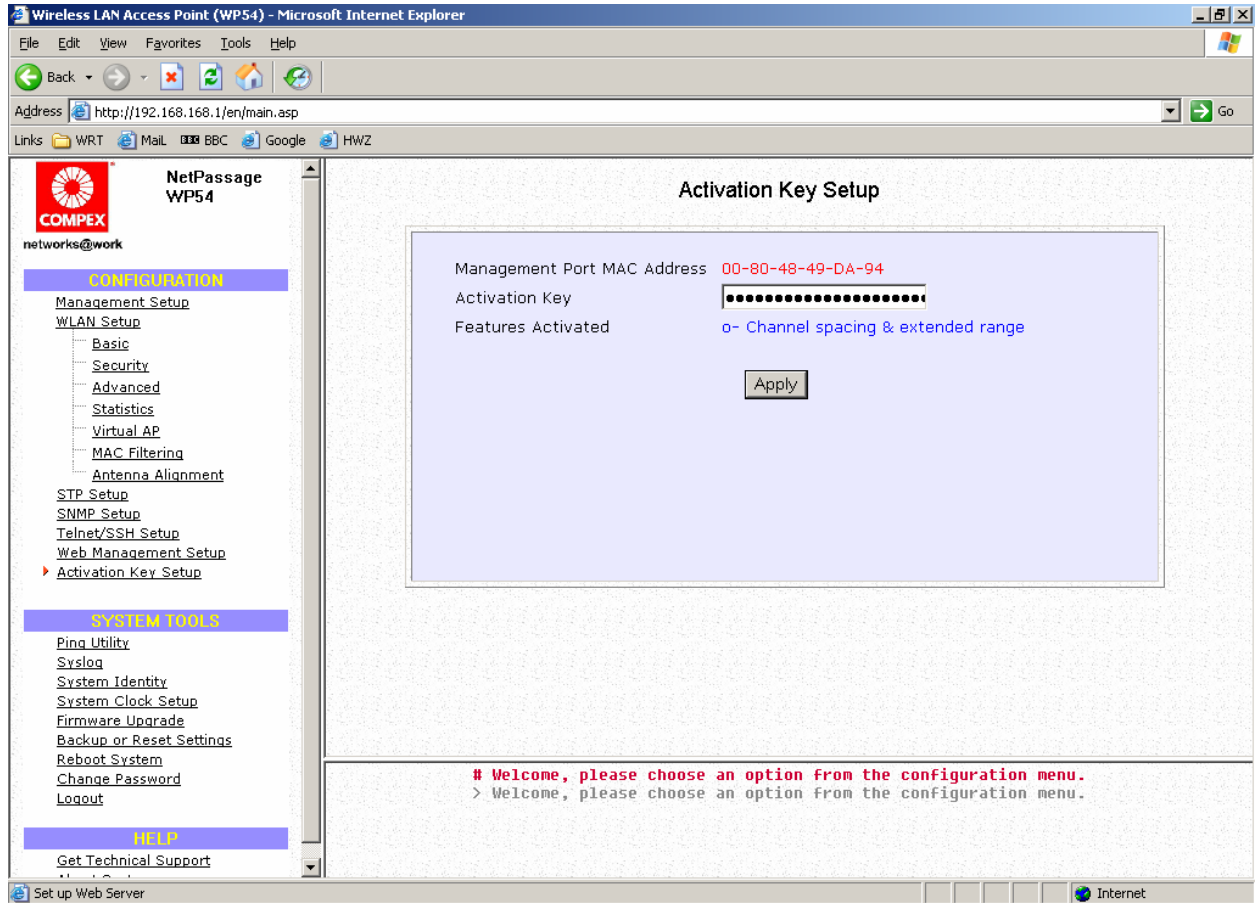 Wireless LAN Access Point (WP54) - Microsoft Internet Explorer
File Edit View Favorites Tools Help
Back
Address http://192.168.168.1/en/main.asp Go
Links WRT MaiL BBC BBC Google HWZ
COMPEX
networks@work
NetPassage
WP54
CONFIGURATION
Management Setup
WLAN Setup
Basic
Security
Advanced
Statistics
Virtual AP
MAC Filtering
Antenna Alignment
STP Setup
SNMP Setup
Telnet/SSH Setup
Web Management Setup
Activation Key Setup
SYSTEM TOOLS
Ping Utility
Syslog
System Identity
System Clock Setup
Firmware Upgrade
Backup or Reset Settings
Reboot System
Change Password
Logout
HELP
Get Technical Support
Activation Key Setup
Management Port MAC Address 00-80-48-49-DA-94
Activation Key
Features Activated o- Channel spacing & extended range
Apply
# Welcome, please choose an option from the configuration menu.
> Welcome, please choose an option from the configuration menu.
Set up Web Server Internet